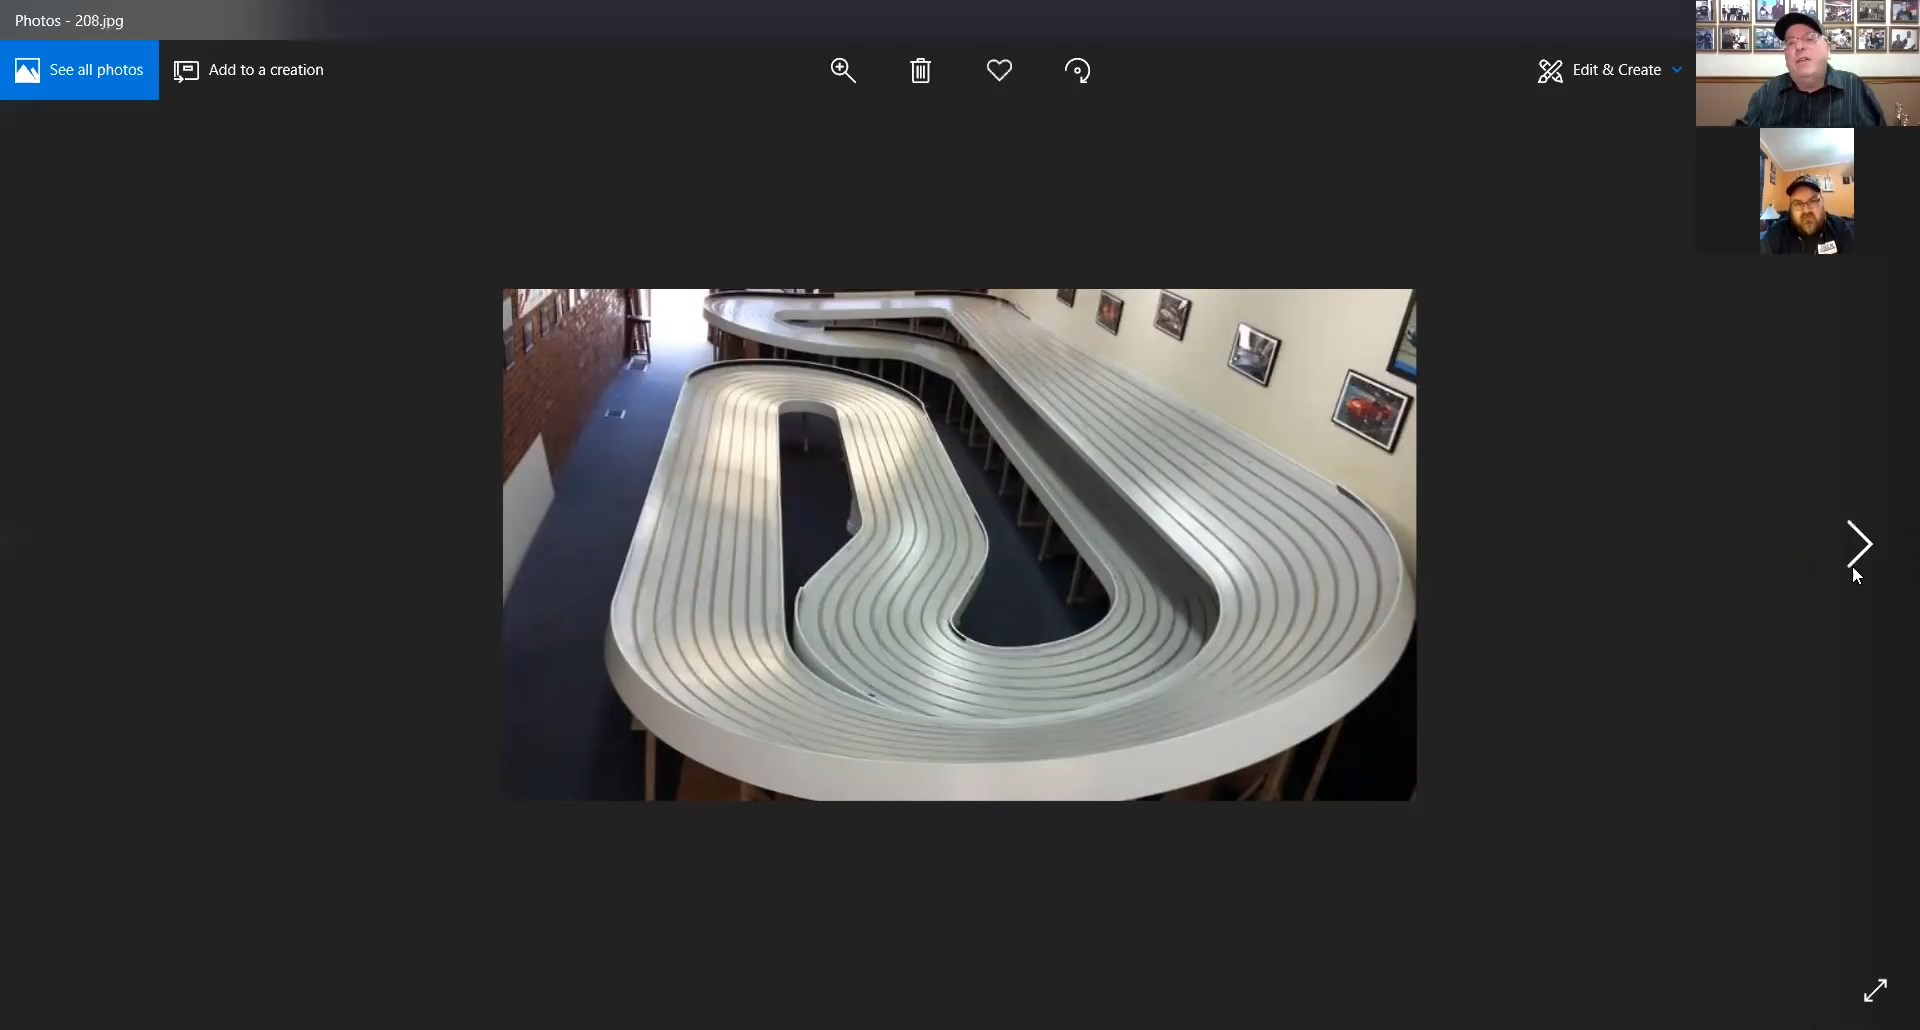 Photos - 208.jpg
See all photos
Add to a creation
Edit & Create